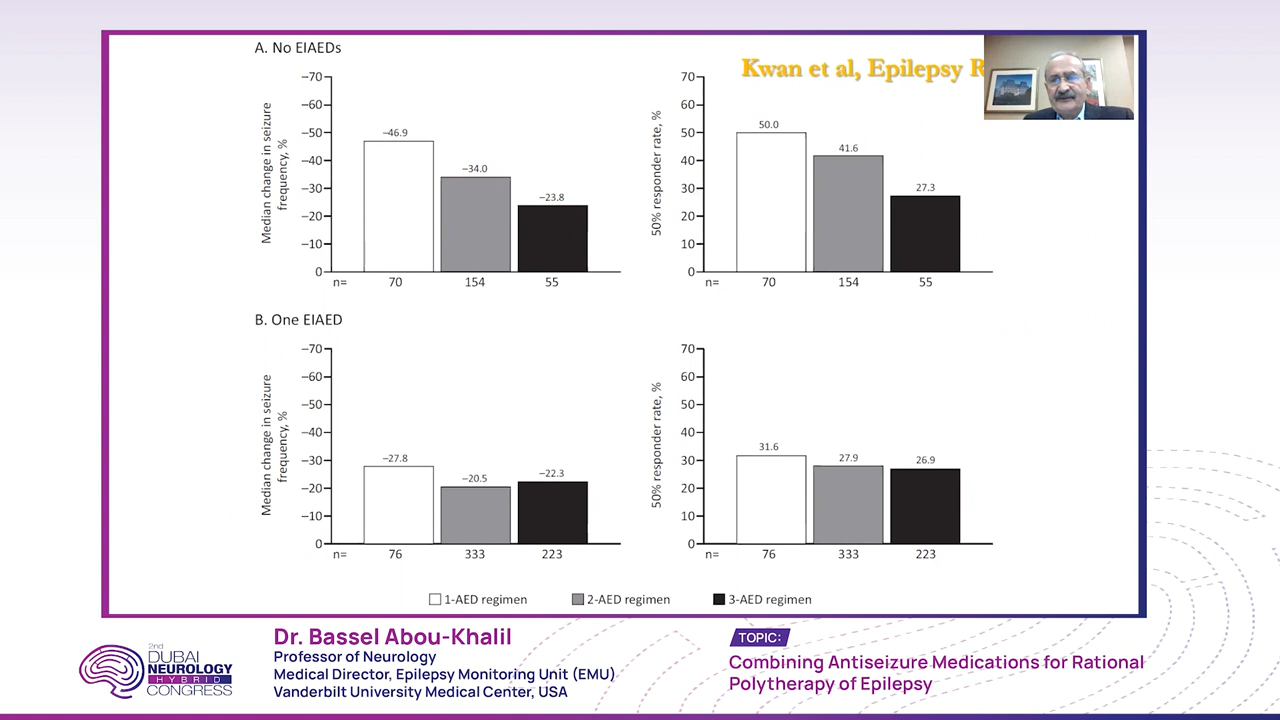 A. No EIAEDs
Kwan et al, Epilepsy
Median change in seizure
frequency, %
–70
–60
–50
–40
–30
–20
–10
0
–46.9
–34.0
–23.8
n=
70
154
55
50% responder rate, %
70
60
50
40
30
20
10
0
50.0
41.6
27.3
n=
70
154
55
B. One EIAED
Median change in seizure
frequency, %
–70
–60
–50
–40
–30
–20
–10
0
–27.8
–20.5
–22.3
n=
76
333
223
50% responder rate, %
70
60
50
40
30
20
10
0
31.6
27.9
26.9
n=
76
333
223
1-AED regimen
2-AED regimen
3-AED regimen
2nd
DUBAI
NEUROLOGY
HYBRID
CONGRESS
Dr. Bassel Abou-Khalil
Professor of Neurology
Medical Director, Epilepsy Monitoring Unit (EMU)
Vanderbilt University Medical Center, USA
TOPIC:
Combining Antiseizure Medications for Rational
Polytherapy of Epilepsy